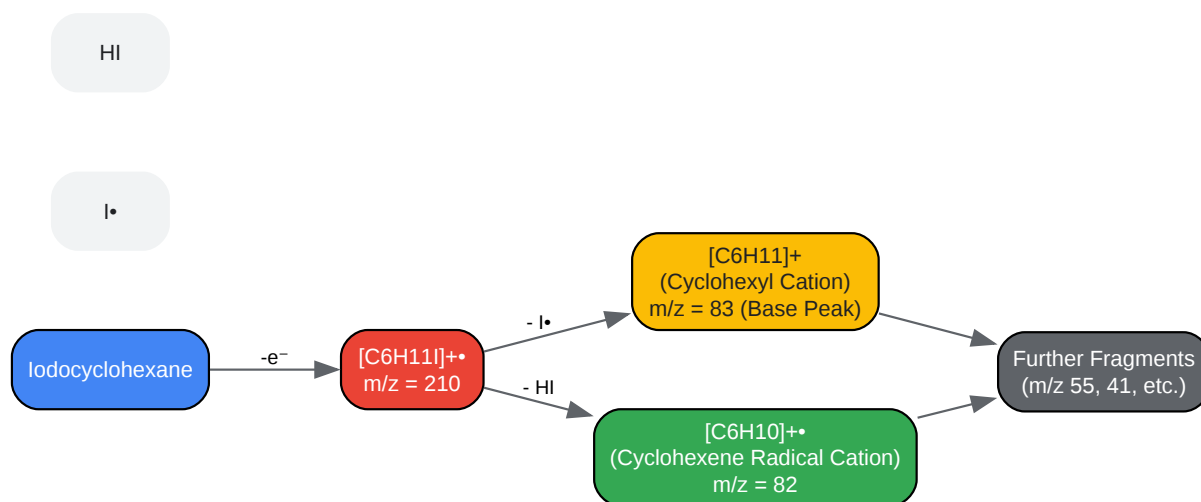 HI
I•
Iodocyclohexane
-e⁻
[C6H11I]+•
m/z = 210
- I•
- HI
[C6H11]+
(Cyclohexyl Cation)
m/z = 83 (Base Peak)
[C6H10]+•
(Cyclohexene Radical Cation)
m/z = 82
Further Fragments
(m/z 55, 41, etc.)